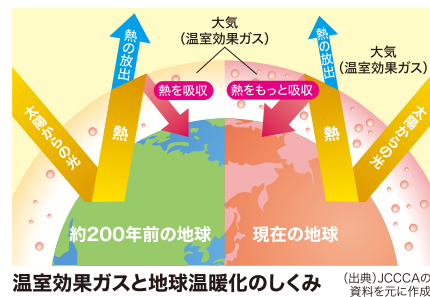 大気
（温室効果ガス）
熱の放出
熱の放出
大気
（温室効果ガス）
熱を吸収
熱をもっと吸収
太陽からの光
熱
熱
太陽からの光
約200年前の地球
現在の地球
温室効果ガスと地球温暖化のしくみ
（出典）JCCCAの
資料を元に作成